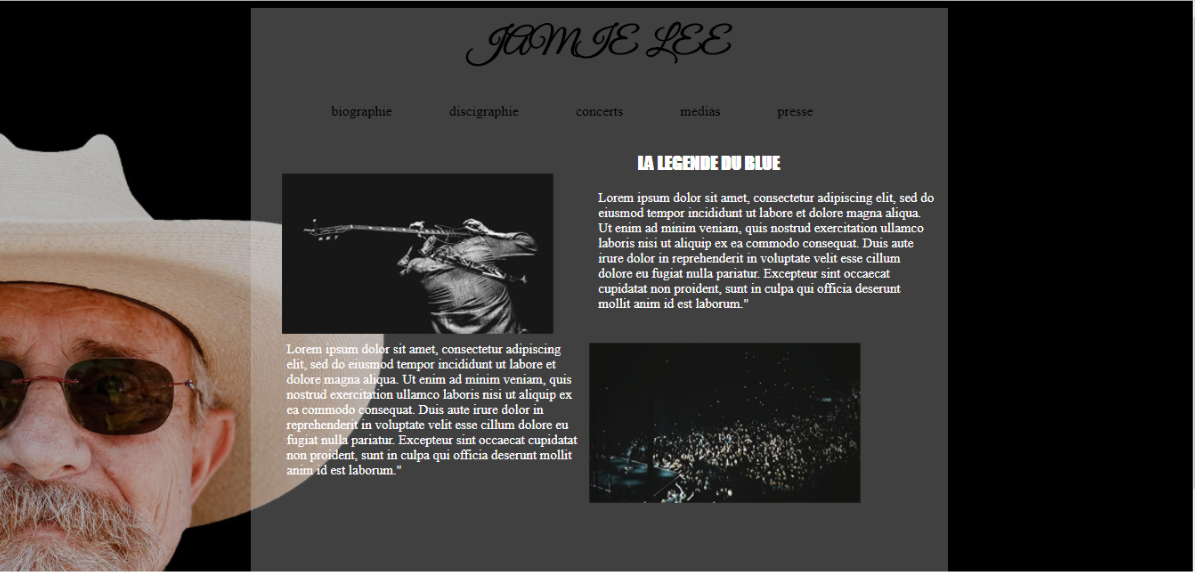 JAMIE LEE
biographie discigraphie concerts medias presse
LA LEGENDE DU BLUE
Lorem ipsum dolor sit amet, consectetur adipiscing elit, sed do
eiusmod tempor incididunt ut labore et dolore magna aliqua.
Ut enim ad minim veniam, quis nostrud exercitation ullamco
laboris nisi ut aliquip ex ea commodo consequat. Duis aute
irure dolor in reprehenderit in voluptate velit esse cillum
dolore eu fugiat nulla pariatur. Excepteur sint occaecat
cupidatat non proident, sunt in culpa qui officia deserunt
mollit anim id est laborum."
Lorem ipsum dolor sit amet, consectetur adipiscing
elit, sed do eiusmod tempor incididunt ut labore et
dolore magna aliqua. Ut enim ad minim veniam, quis
nostrud exercitation ullamco laboris nisi ut aliquip ex
ea commodo consequat. Duis aute irure dolor in
reprehenderit in voluptate velit esse cillum dolore eu
fugiat nulla pariatur. Excepteur sint occaecat cupidatat
non proident, sunt in culpa qui officia deserunt mollit
anim id est laborum."